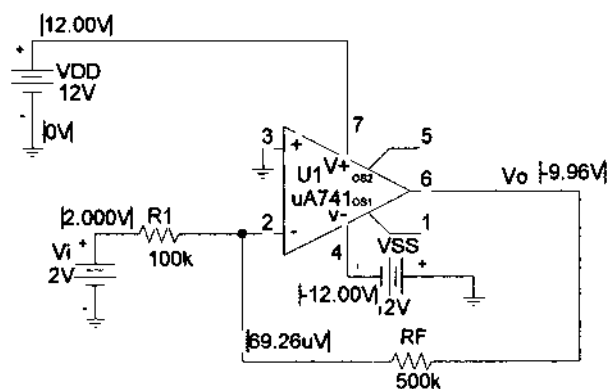 |12.00V|
+
VDD
12V
-
|0V|
7
5
3
+
V+
OS2
U1
uA741
OS1
6
Vo
|-9.96V|
|2.000V|
R1
2
-
V-
1
+
Vi
100k
4
VSS
2V
-
-
+
|-12.00V|
12V
|69.26uV|
RF
500k